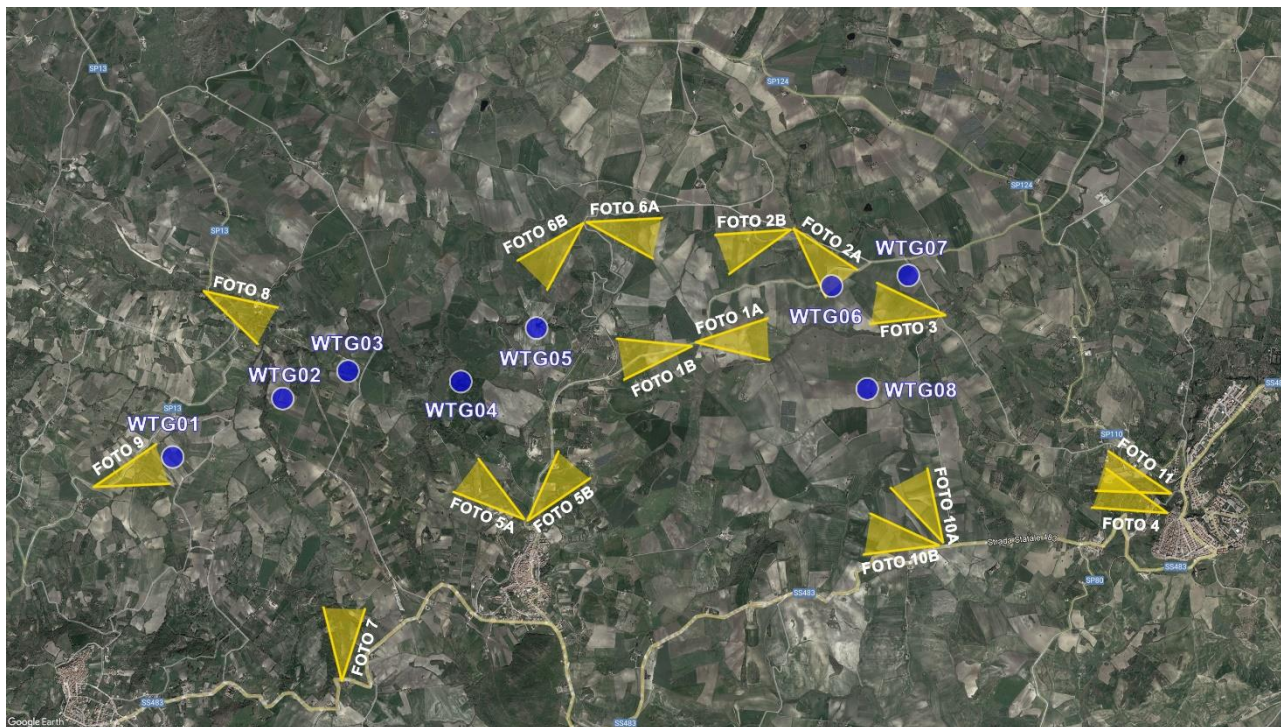 SP13
SP124
SP124
FOTO 6A
FOTO 6B
FOTO 2B
FOTO 2A
SP13
WTG07
FOTO 8
WTG06
FOTO 3
FOTO 1A
WTG05
FOTO 1B
WTG03
WTG02
WTG04
WTG08
SS4
SP13
WTG01
SP110
FOTO 9
FOTO 11
FOTO 5A
FOTO 5B
FOTO 10A
FOTO 4
Strada Statale
FOTO 10B
SS483
SP60
SS483
FOTO 7
SS483
SS483
Google Earth